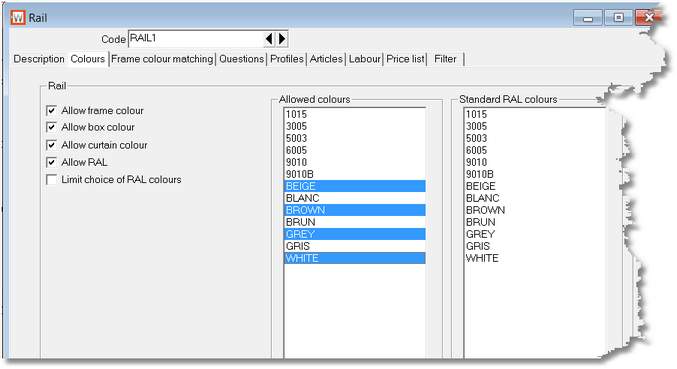 Rail
Code RAIL1
Description Colours Frame colour matching Questions Profiles Articles Labour Price list Filter
Rail
Allow frame colour
Allow box colour
Allow curtain colour
Allow RAL
Limit choice of RAL colours
Allowed colours
1015
3005
5003
6005
9010
9010B
BEIGE
BLANC
BROWN
BRUN
GREY
GRIS
WHITE
Standard RAL colours
1015
3005
5003
6005
9010
9010B
BEIGE
BLANC
BROWN
BRUN
GREY
GRIS
WHITE